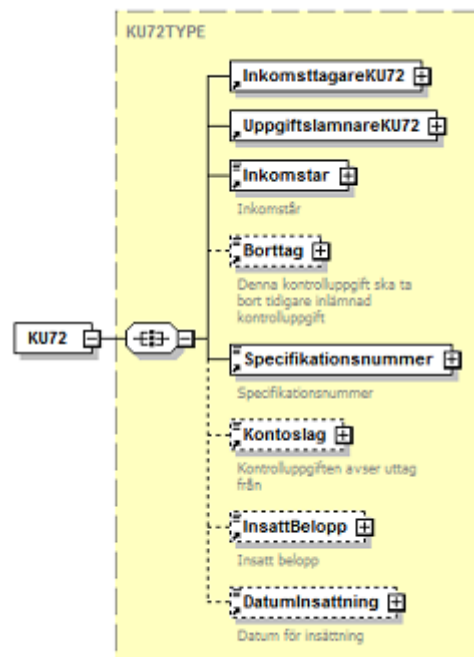 KU72TYPE
InkomsttagareKU72
UppgiftslamnareKU72
Inkomstar
Inkomstår
Borttag
Denna kontrolluppgift ska ta
bort tidigare inlämnad
kontrolluppgift
KU72
Specifikationsnummer
Specifikationsnummer
Kontoslag
Kontrolluppgiften avser uttag
från
InsattBelopp
Insatt belopp
DatumInsattning
Datum för insättning